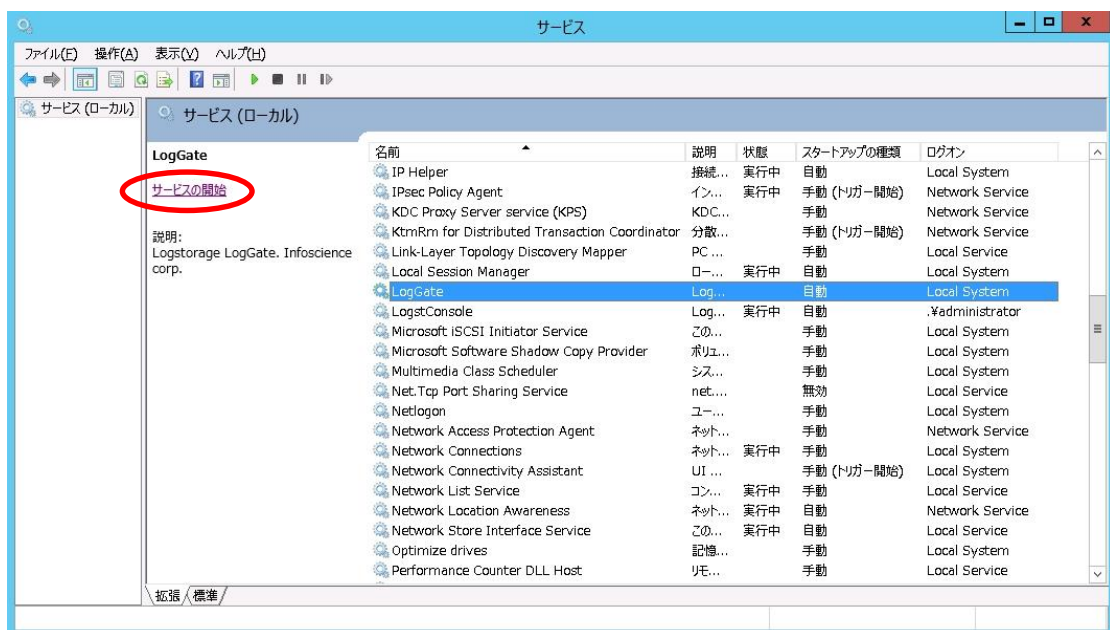 サービス
ファイル(F) 操作(A) 表示(V) ヘルプ(H)
サービス (ローカル)
サービス (ローカル)
LogGate
サービスの開始
説明:
Logstorage LogGate. Infoscience
corp.
名前 説明 状態 スタートアップの種類 ログオン
IP Helper 接続... 実行中 自動 Local System
IPsec Policy Agent イン... 実行中 手動 (トリガー開始) Network Service
KDC Proxy Server service (KPS) KDC... 手動 Network Service
KtmRm for Distributed Transaction Coordinator 分散... 手動 (トリガー開始) Network Service
Link-Layer Topology Discovery Mapper PC ... 手動 Local Service
Local Session Manager ロー... 実行中 自動 Local System
LogGate Log... 自動 Local System
LogstConsole Log... 実行中 自動 .¥administrator
Microsoft iSCSI Initiator Service この... 手動 Local System
Microsoft Software Shadow Copy Provider ボリュ... 手動 Local System
Multimedia Class Scheduler シス... 手動 Local System
Net.Tcp Port Sharing Service net.... 無効 Local Service
Netlogon ユー... 手動 Local System
Network Access Protection Agent ネット... 手動 Network Service
Network Connections ネット... 実行中 手動 Local System
Network Connectivity Assistant UI ... 手動 (トリガー開始) Local System
Network List Service コン... 実行中 手動 Local Service
Network Location Awareness ネット... 実行中 自動 Network Service
Network Store Interface Service この... 実行中 自動 Local Service
Optimize drives 記憶... 手動 Local System
Performance Counter DLL Host リモ... 手動 Local Service
拡張 標準